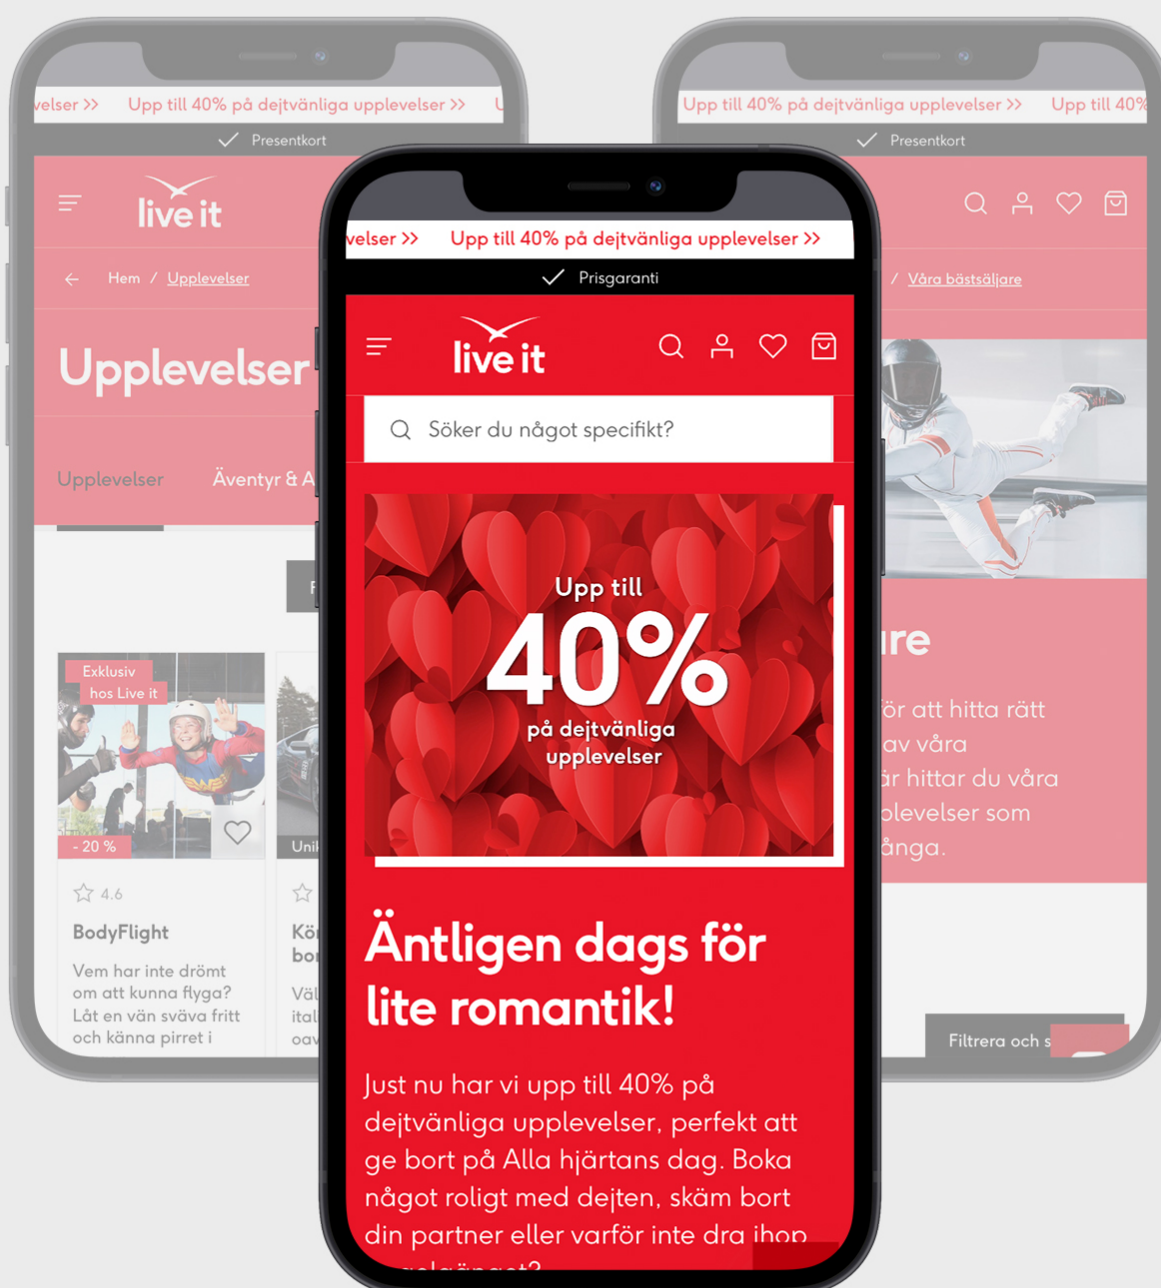 Upp till 40% på dejtvänliga upplevelser >>
Presentkort
live it
Hem / Upplevelser
Upplevelser
Upplevelser
Äventyr &
Exklusiv
hos Live it
- 20 %
4.6
BodyFlight
Vem har inte drömt
om att kunna flyga?
Låt en vän sväva fritt
och känna pirret i
Upp till 40% på dejtvänliga upplevelser >>
Prisgaranti
live it
Söker du något specifikt?
Upp till
40%
på dejtvänliga
upplevelser
Äntligen dags för
lite romantik!
Just nu har vi upp till 40% på
dejtvänliga upplevelser, perfekt att
ge bort på Alla hjärtans dag. Boka
något roligt med dejten, skäm bort
din partner eller varför inte dra ihop
Upp till 40% på dejtvänliga upplevelser >> Upp till 40%
Presentkort
/ Våra bästsäljare
för att hitta rätt
av våra
är hittar du våra
plevelser som
ånga.
Filtrera och s